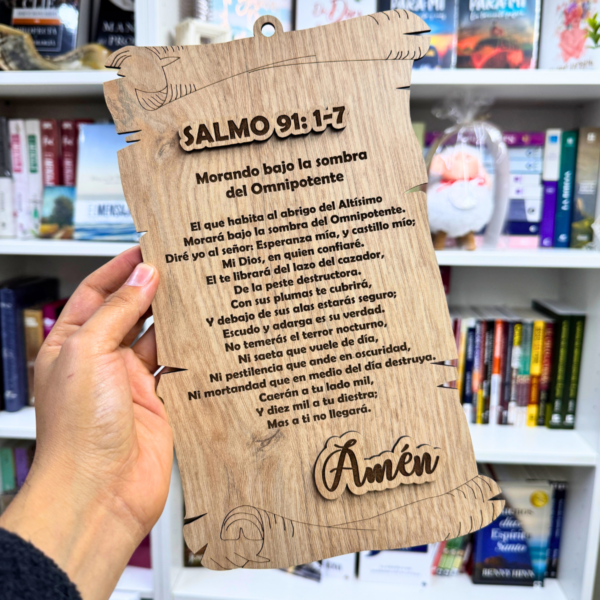 SALMO 91: 1-7
Morando bajo la sombra
del Omnipotente
El que habita al abrigo del Altísimo
Morará bajo la sombra del Omnipotente.
Diré yo al señor: Esperanza mía, y castillo mío;
Mi Dios, en quien confiaré.
El te librará del lazo del cazador,
De la peste destructora.
Con sus plumas te cubrirá,
Y debajo de sus alas estarás seguro;
Escudo y adarga es su verdad.
No temerás el terror nocturno,
Ni saeta que vuele de día,
Ni pestilencia que ande en oscuridad,
Ni mortandad que en medio del día destruya.
Caerán a tu lado mil,
Y diez mil a tu diestra;
Mas a ti no llegará.
Amén
Espíritu
Santo
BENNY HINN